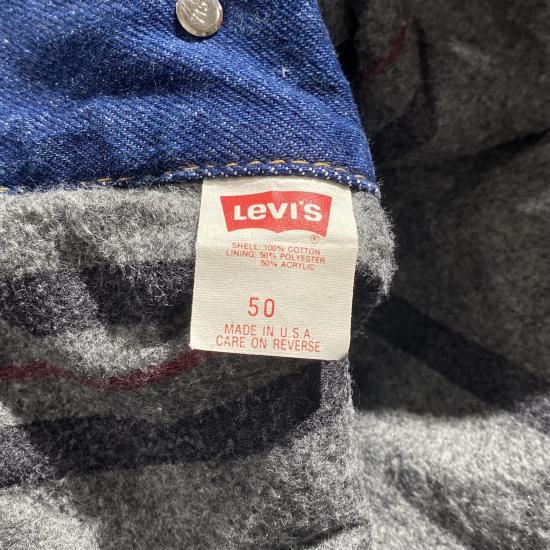 LEVI'S
®
SHELL: 100% COTTON
LINING: 50% POLYESTER
50% ACRYLIC
50
MADE IN U.S.A.
CARE ON REVERSE